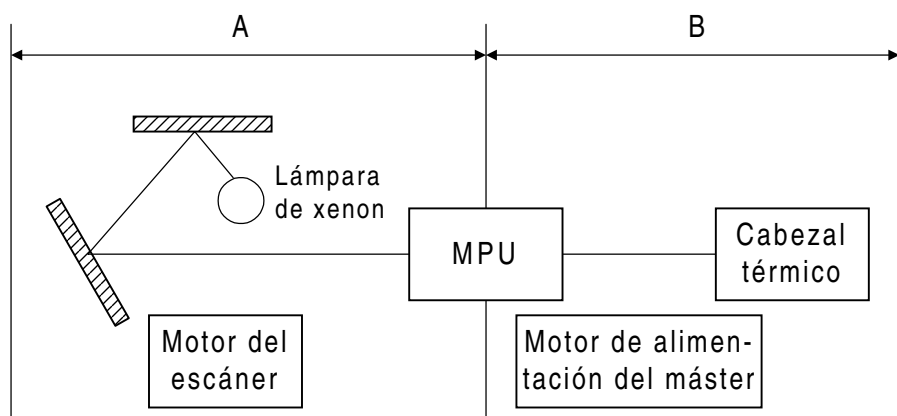 A
B
Lámpara
de xenon
MPU
Cabezal
térmico
Motor del
escáner
Motor de alimen-
tación del máster